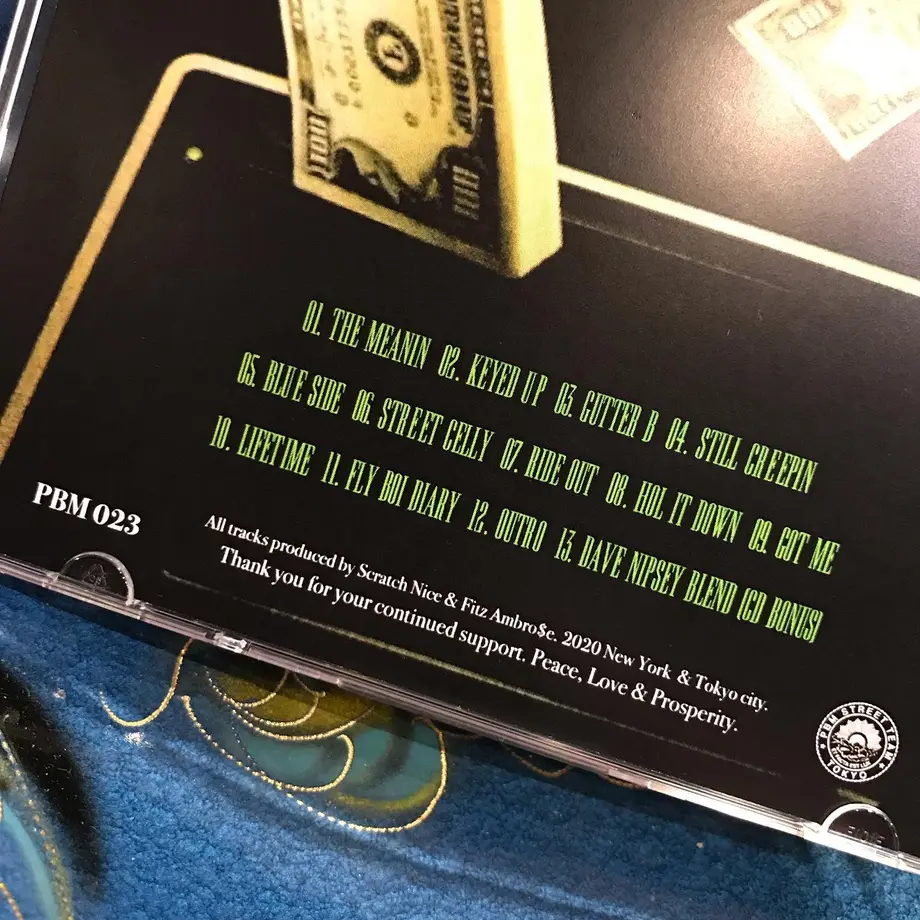 100
01. THE MEANIN 02. KEYED UP 03. GUTTER B 04. STILL CREEPIN
05. BLUE SIDE 06. STREET CELLY 07. RIDE OUT 08. HOL IT DOWN 09. GOT ME
10. LIFETIME 11. FLY BOI DIARY 12. OUTRO 13. DAVE NIPSEY BLEND (CD BONUS)
PBM 023
All tracks produced by Scratch Nice & Fitz Ambro$e. 2020 New York & Tokyo city.
Thank you for your continued support. Peace, Love & Prosperity.
PBM STREET TEAM
TOKYO